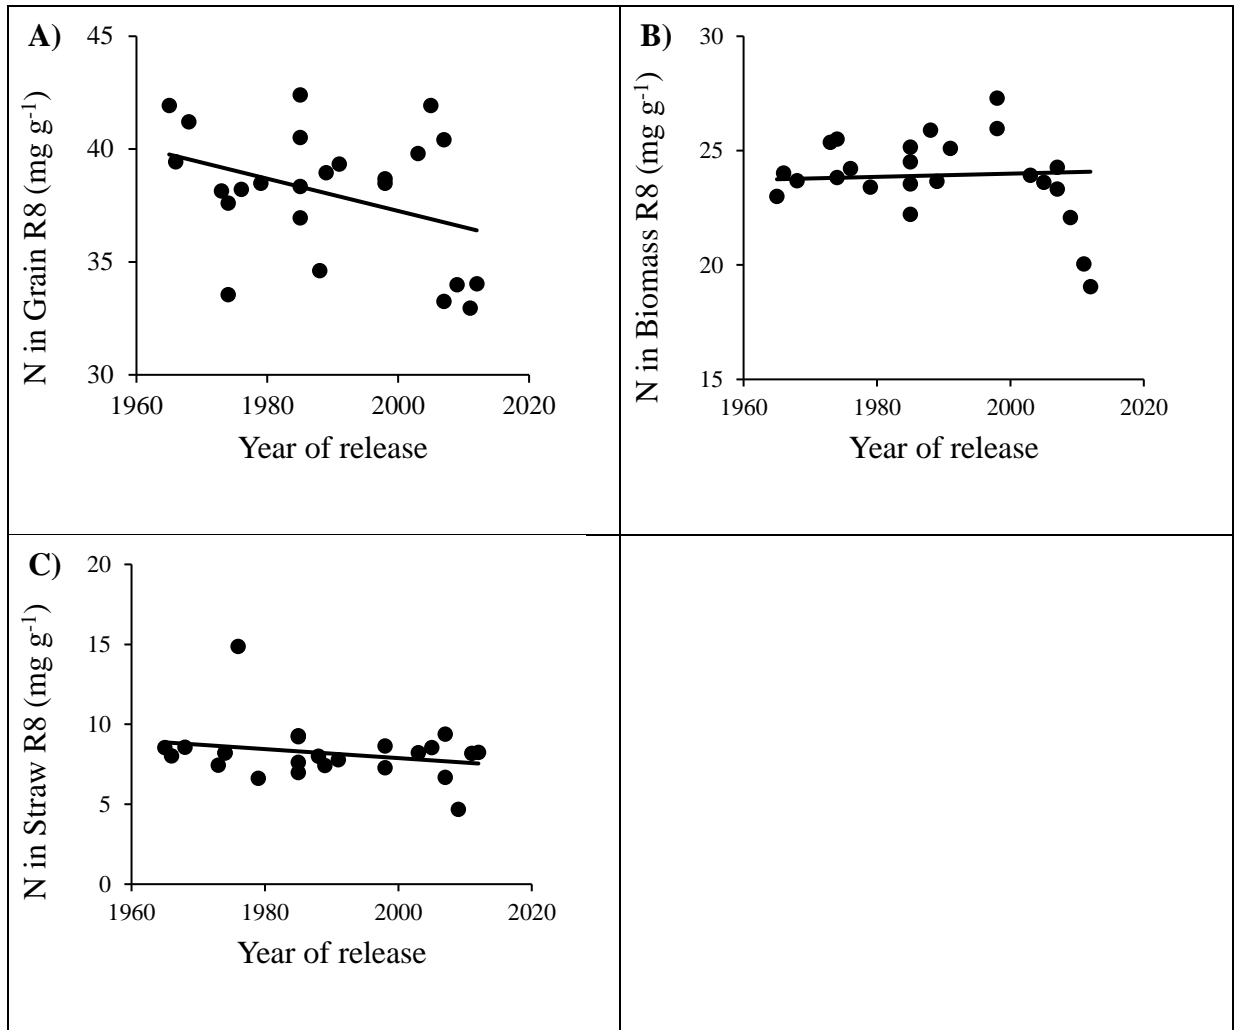 A)
N in Grain R8 (mg g-1)
45
40
35
30
1960 1980 2000 2020
Year of release
B)
N in Biomass R8 (mg g-1)
30
25
20
15
1960 1980 2000 2020
Year of release
C)
N in Straw R8 (mg g-1)
20
15
10
5
0
1960 1980 2000 2020
Year of release